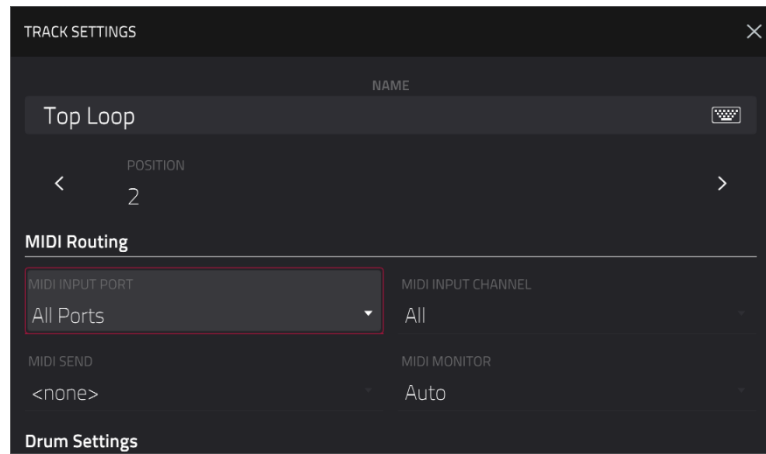 TRACK SETTINGS
NAME
Top Loop
POSITION
2
MIDI Routing
MIDI INPUT PORT
All Ports
MIDI INPUT CHANNEL
All
MIDI SEND
<none>
MIDI MONITOR
Auto
Drum Settings